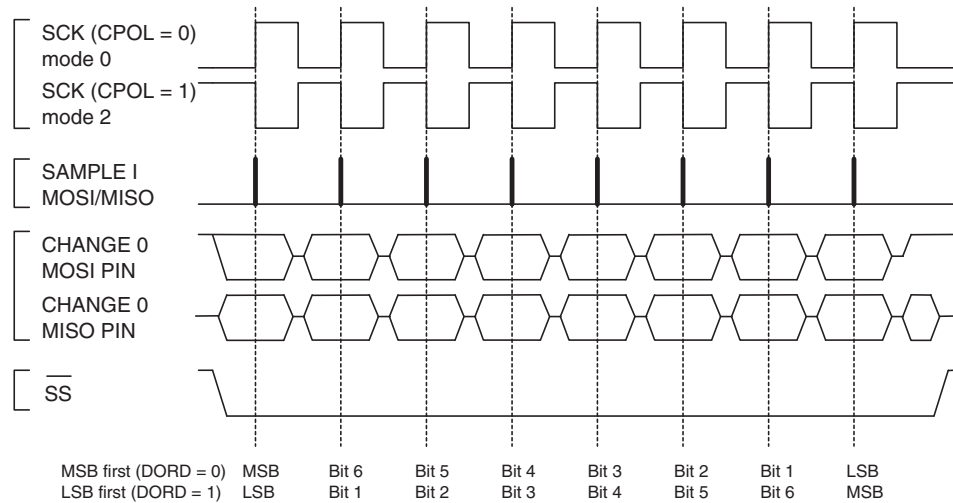 SCK (CPOL = 0)
mode 0
SCK (CPOL = 1)
mode 2
SAMPLE I
MOSI/MISO
CHANGE 0
MOSI PIN
CHANGE 0
MISO PIN
SS
MSB first (DORD = 0) MSB Bit 6 Bit 5 Bit 4 Bit 3 Bit 2 Bit 1 LSB
LSB first (DORD = 1) LSB Bit 1 Bit 2 Bit 3 Bit 4 Bit 5 Bit 6 MSB